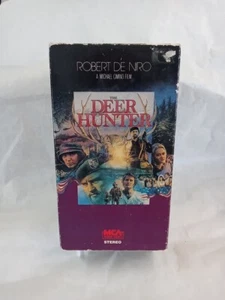 ROBERT DE NIRO
A MICHAEL CIMINO FILM
THE
DEER
HUNTER
MCA
STEREO